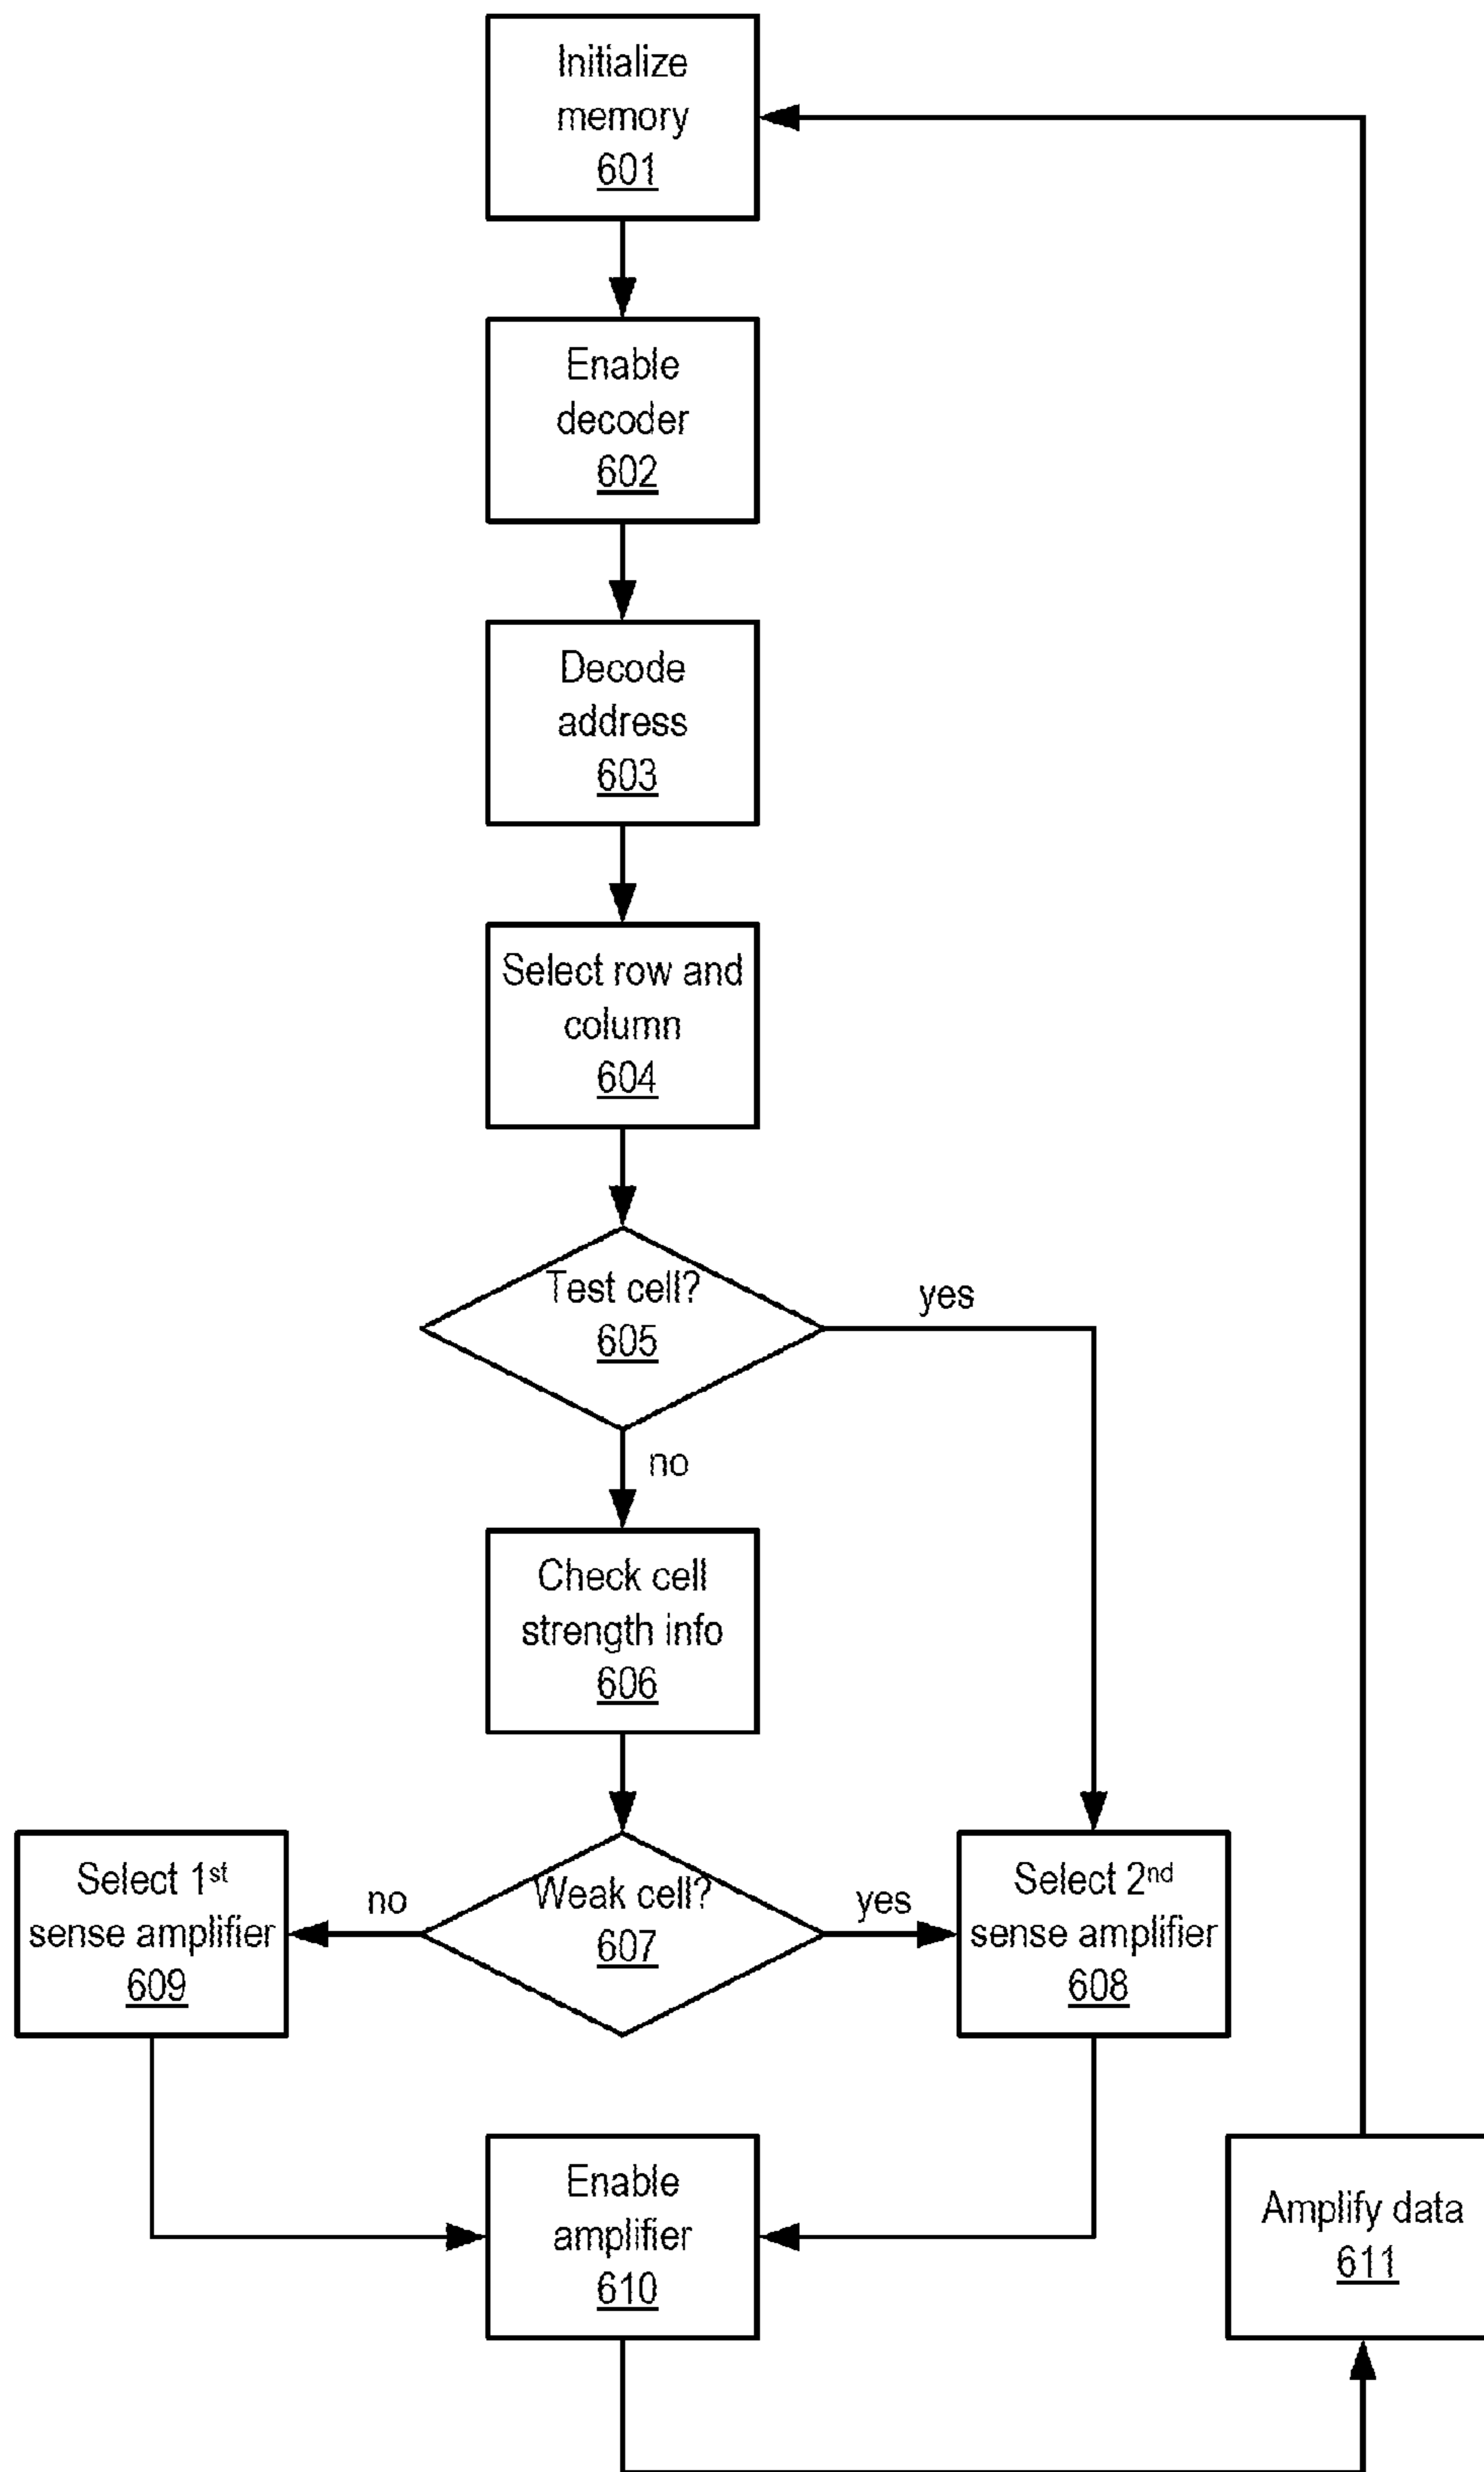 Initialize
memory
601
Enable
decoder
602
Decode
address
603
Select row and
column
604
Test cell?
605
yes
no
Check cell
strength info
606
Select 1st
sense amplifier
609
no
Weak cell?
607
yes
Select 2nd
sense amplifier
608
Enable
amplifier
610
Amplify data
611